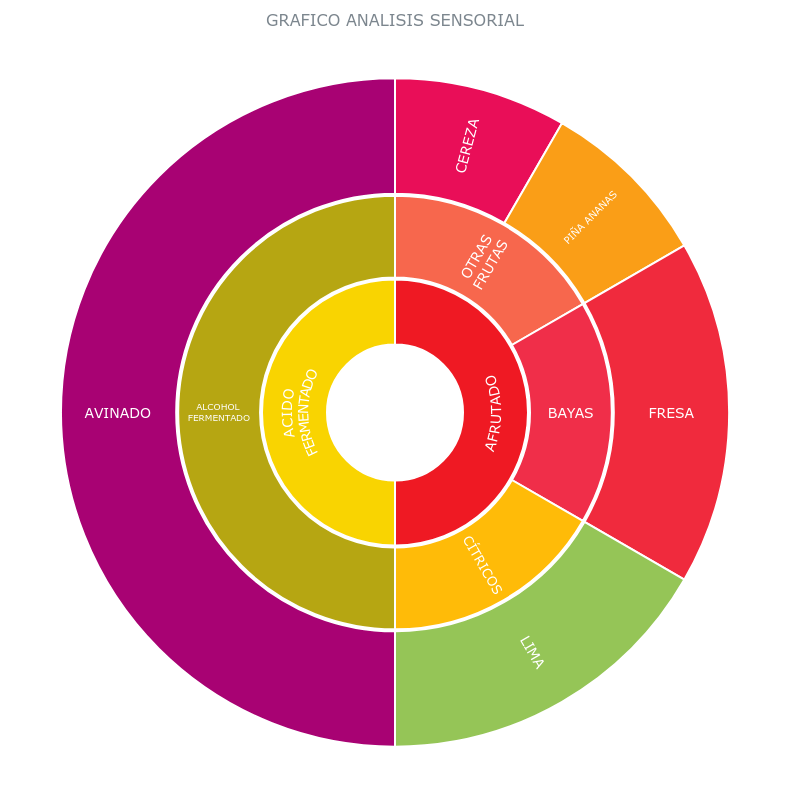 GRAFICO ANALISIS SENSORIAL
CEREZA
PIÑA ANANAS
OTRAS
FRUTAS
AVINADO
ALCOHOL
FERMENTADO
ACIDO
FERMENTADO
AFRUTADO
BAYAS
FRESA
CÍTRICOS
LIMA